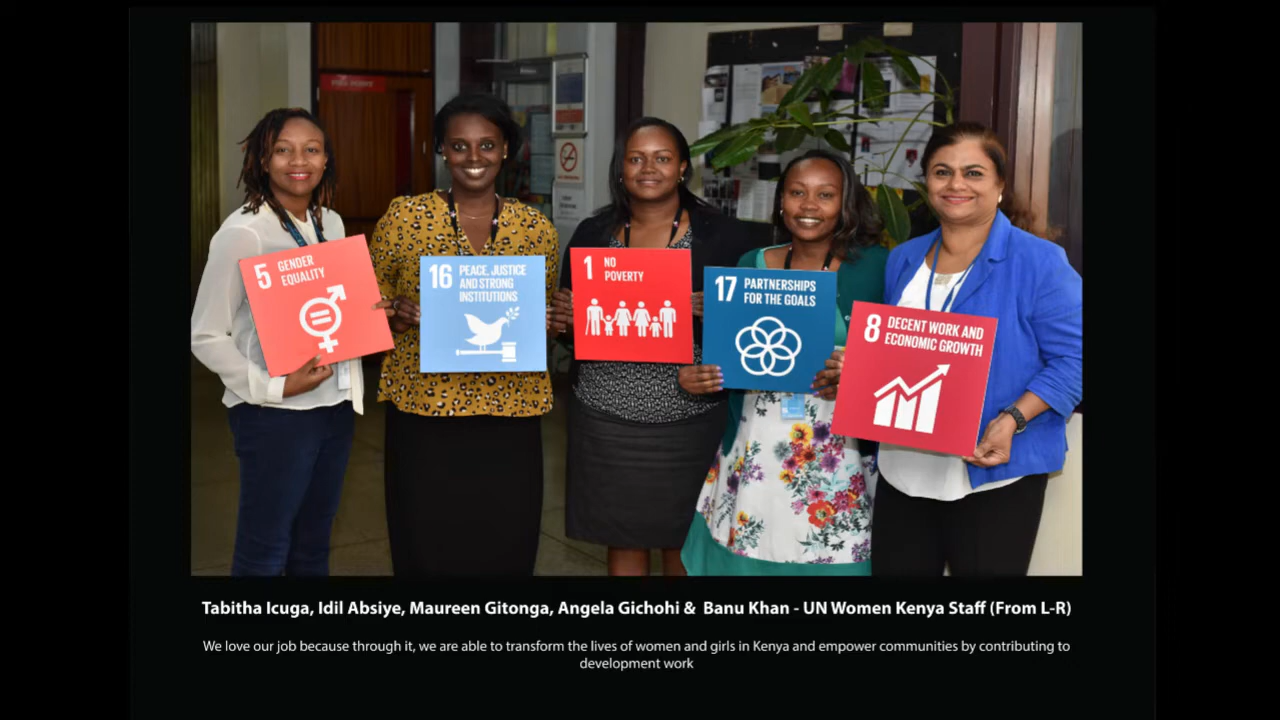 FIRE POINT
5 GENDER
EQUALITY
16 PEACE, JUSTICE
AND STRONG
INSTITUTIONS
1 NO
POVERTY
17 PARTNERSHIPS
FOR THE GOALS
8 DECENT WORK AND
ECONOMIC GROWTH
Tabitha Icuga, Idil Absiye, Maureen Gitonga, Angela Gichohi & Banu Khan - UN Women Kenya Staff (From L-R)
We love our job because through it, we are able to transform the lives of women and girls in Kenya and empower communities by contributing to
development work